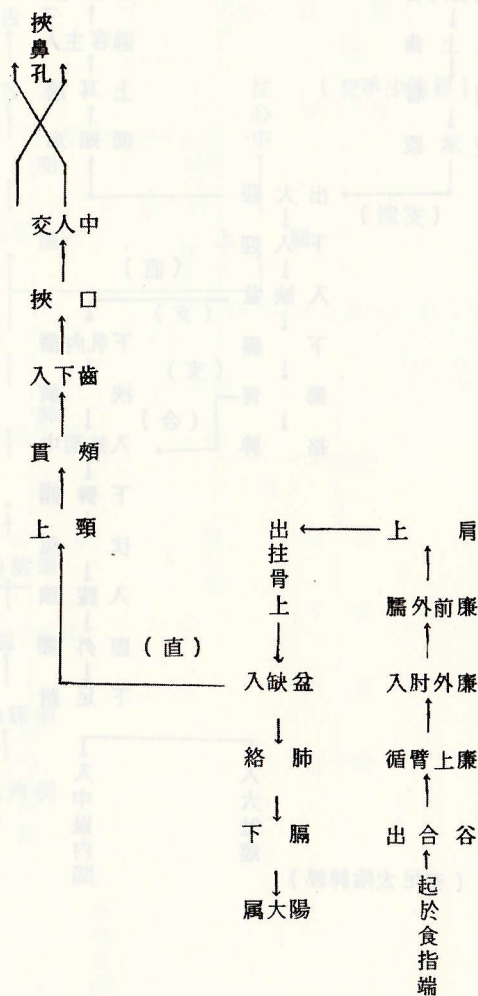 起於食指端
出合谷
循臂上廉
入肘外廉
臑外前廉
上肩
出拄骨上
入缺盆
絡肺
下膈
属大陽
(直)
上頸
貫頰
入下齒
挾口
交人中
挾鼻孔